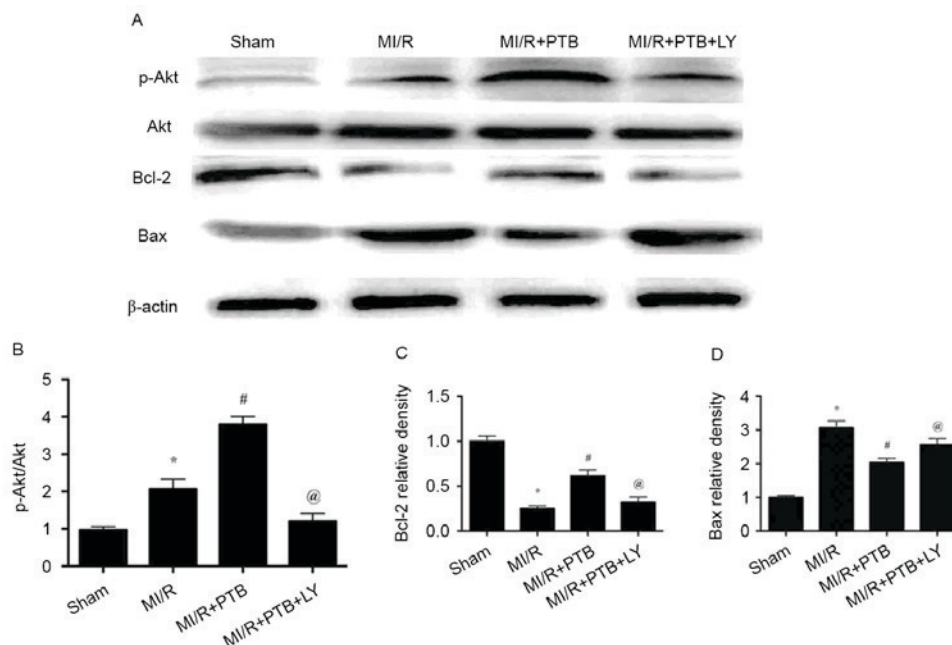 A
Sham MI/R MI/R+PTB MI/R+PTB+LY
p-Akt
Akt
Bcl-2
Bax
β-actin
B
p-Akt/Akt
5
4
3
2
1
0
*
#
@
Sham
MI/R
MI/R+PTB
MI/R+PTB+LY
C
Bcl-2 relative density
1.5
1.0
0.5
0.0
*
#
@
Sham
MI/R
MI/R+PTB
MI/R+PTB+LY
D
Bax relative density
4
3
2
1
0
*
#
@
Sham
MI/R
MI/R+PTB
MI/R+PTB+LY